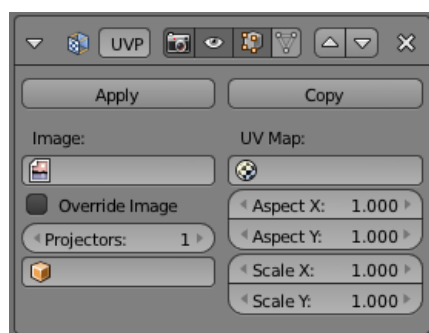 UVP
Apply Copy
Image: UV Map:
Override Image
Aspect X: 1.000
Projectors: 1
Aspect Y: 1.000
Scale X: 1.000
Scale Y: 1.000